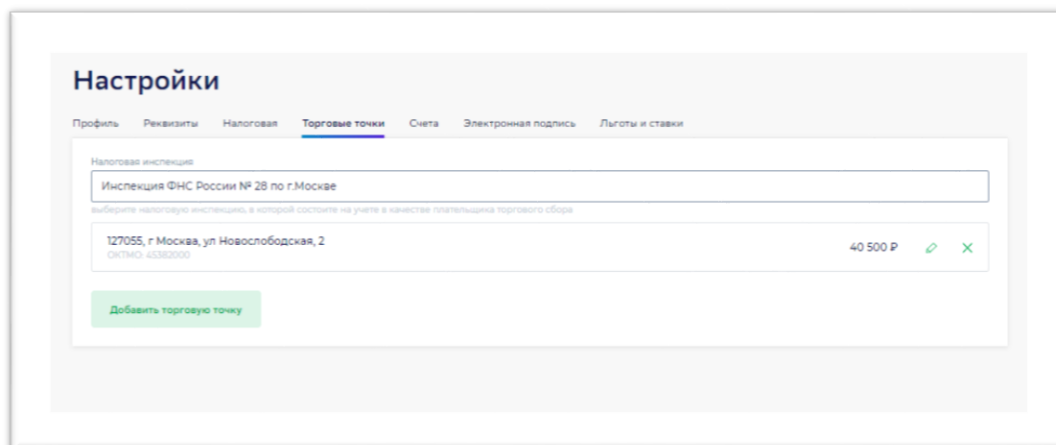 Настройки
Профиль Реквизиты Налоговая Торговые точки Счета Электронная подпись Льготы и ставки
Налоговая инспекция
Инспекция ФНС России № 28 по г.Москве
выберите налоговую инспекцию, в которой состоите на учете в качестве плательщика торгового сбора
127055, г Москва, ул Новослободская, 2
40 500 ₽
ОКТМО: 45382000
Добавить торговую точку